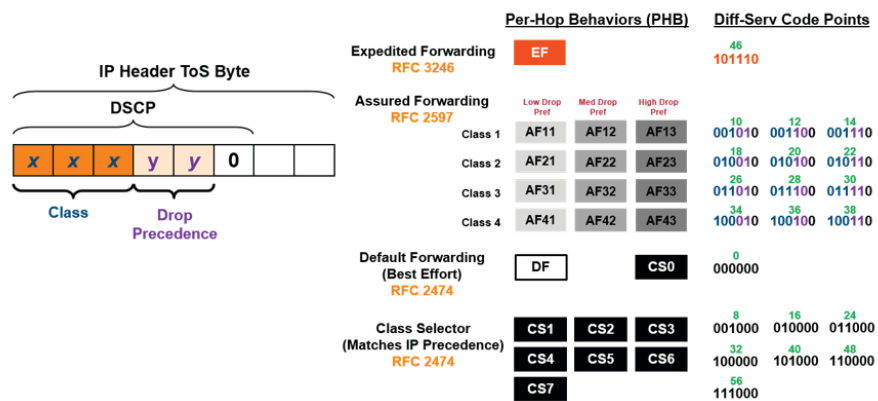 Per-Hop Behaviors (PHB)
Diff-Serv Code Points
Expedited Forwarding
RFC 3246
EF
46
101110
IP Header ToS Byte
DSCP
x x x y y 0
Class
Drop
Precedence
Assured Forwarding
RFC 2597
Low Drop
Pref
Med Drop
Pref
High Drop
Pref
Class 1
AF11 AF12 AF13
10 12 14
001010 001100 001110
Class 2
AF21 AF22 AF23
18 20 22
010010 010100 010110
Class 3
AF31 AF32 AF33
26 28 30
011010 011100 011110
Class 4
AF41 AF42 AF43
34 36 38
100010 100100 100110
Default Forwarding
(Best Effort)
RFC 2474
DF CS0
0
000000
Class Selector
(Matches IP Precedence)
RFC 2474
CS1 CS2 CS3
8 16 24
001000 010000 011000
CS4 CS5 CS6
32 40 48
100000 101000 110000
CS7
56
111000